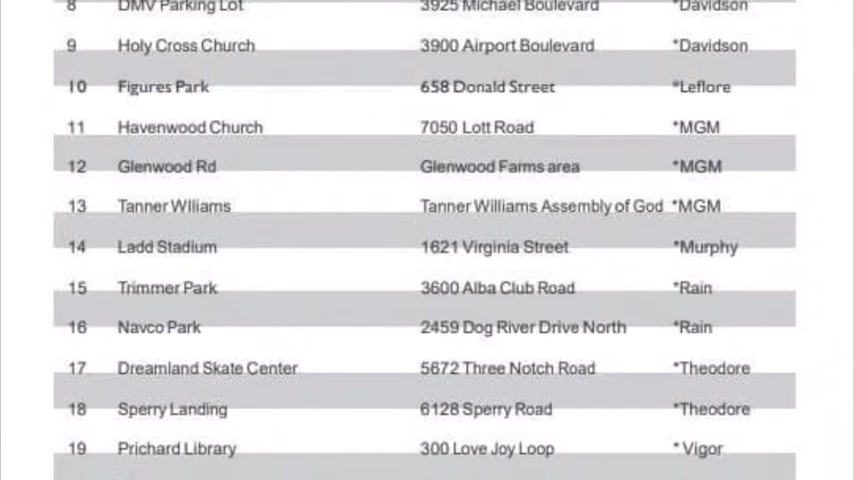 8 DMV Parking Lot 3925 Michael Boulevard *Davidson
9 Holy Cross Church 3900 Airport Boulevard *Davidson
10 Figures Park 658 Donald Street *Leflore
11 Havenwood Church 7050 Lott Road *MGM
12 Glenwood Rd Glenwood Farms area *MGM
13 Tanner Wlliams Tanner Williams Assembly of God *MGM
14 Ladd Stadium 1621 Virginia Street *Murphy
15 Trimmer Park 3600 Alba Club Road *Rain
16 Navco Park 2459 Dog River Drive North *Rain
17 Dreamland Skate Center 5672 Three Notch Road *Theodore
18 Sperry Landing 6128 Sperry Road *Theodore
19 Prichard Library 300 Love Joy Loop * Vigor